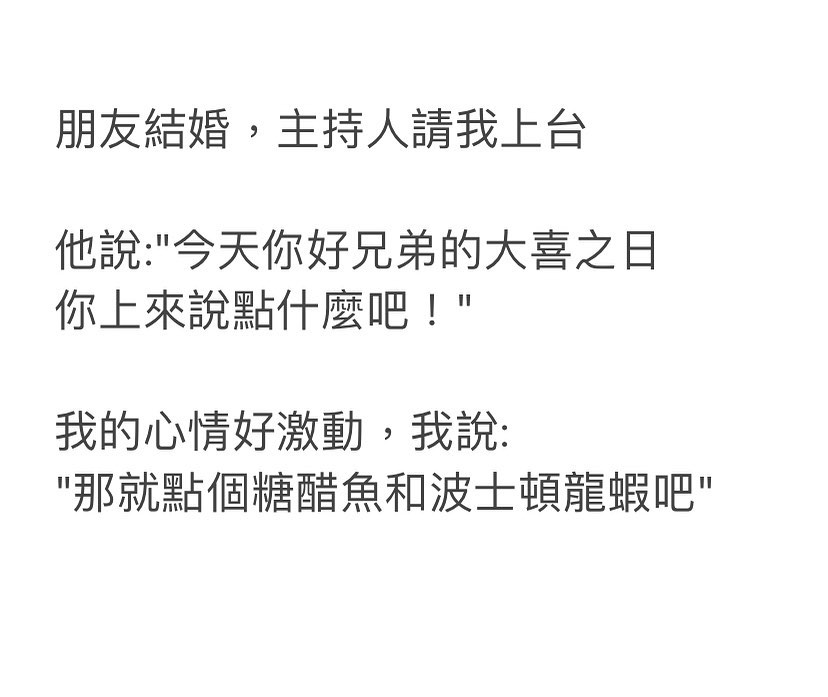 朋友結婚，主持人請我上台
他說:"今天你好兄弟的大喜之日
你上來說點什麼吧！"
我的心情好激動，我說:
"那就點個糖醋魚和波士頓龍蝦吧"